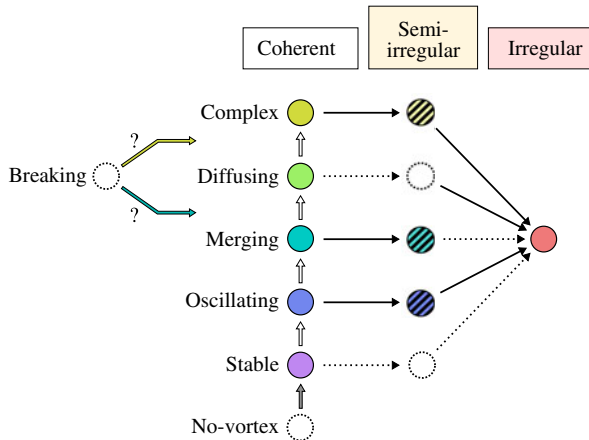 Coherent
Semi-
irregular
Irregular
Complex
?
Breaking
Diffusing
?
Merging
Oscillating
Stable
No-vortex